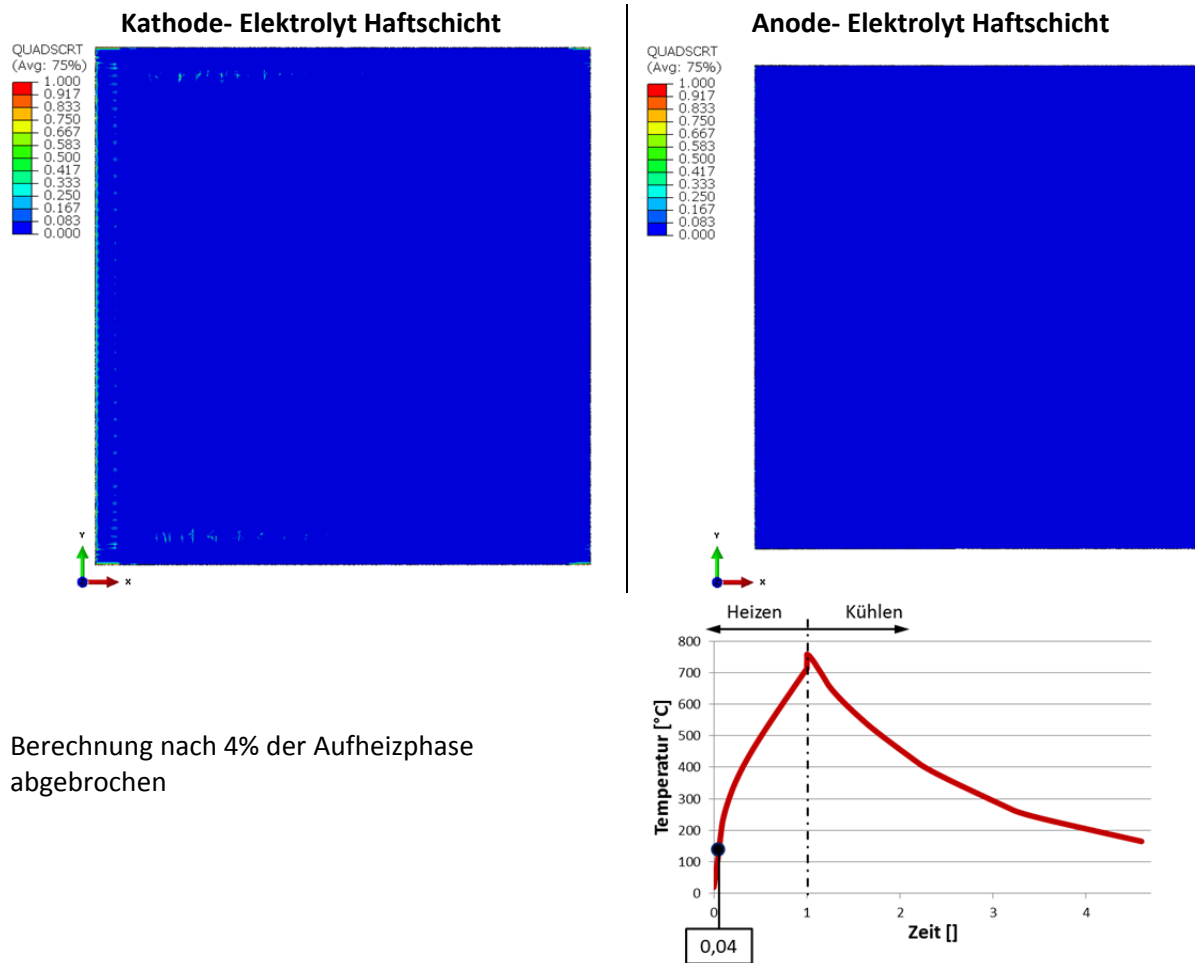 Kathode- Elektrolyt Haftschicht
QUADSCRT
(Avg: 75%)
1.000
0.917
0.833
0.750
0.667
0.583
0.500
0.417
0.333
0.250
0.167
0.083
0.000
Y
X
Anode- Elektrolyt Haftschicht
QUADSCRT
(Avg: 75%)
1.000
0.917
0.833
0.750
0.667
0.583
0.500
0.417
0.333
0.250
0.167
0.083
0.000
Y
X
Berechnung nach 4% der Aufheizphase
abgebrochen
Heizen
Kühlen
Temperatur [°C]
800
700
600
500
400
300
200
100
0
0
1
2
3
4
Zeit []
0,04